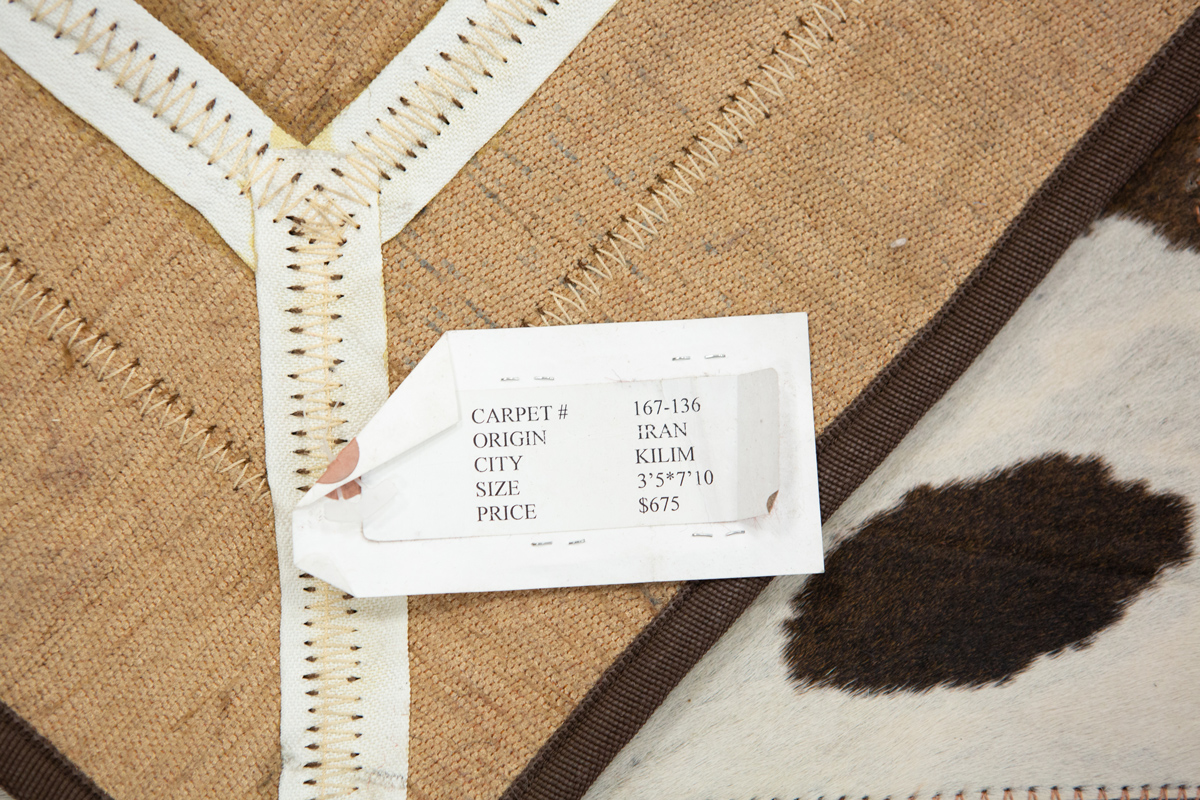 CARPET # 167-136
ORIGIN IRAN
CITY KILIM
SIZE 3'5*7'10
PRICE $675